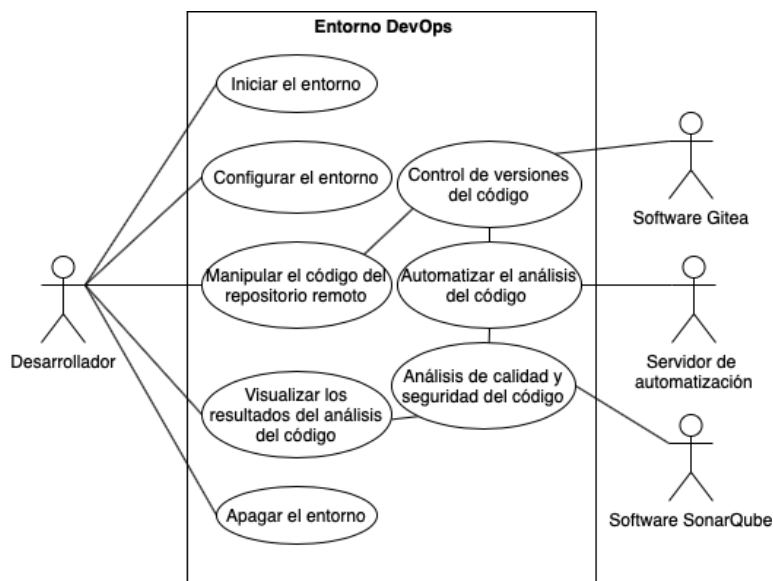 Entorno DevOps
Iniciar el entorno
Configurar el entorno
Control de versiones
del código
Software Gitea
Manipular el código del
repositorio remoto
Automatizar el análisis
del código
Desarrollador
Servidor de
automatización
Visualizar los
resultados del análisis
del código
Análisis de calidad y
seguridad del código
Apagar el entorno
Software SonarQube